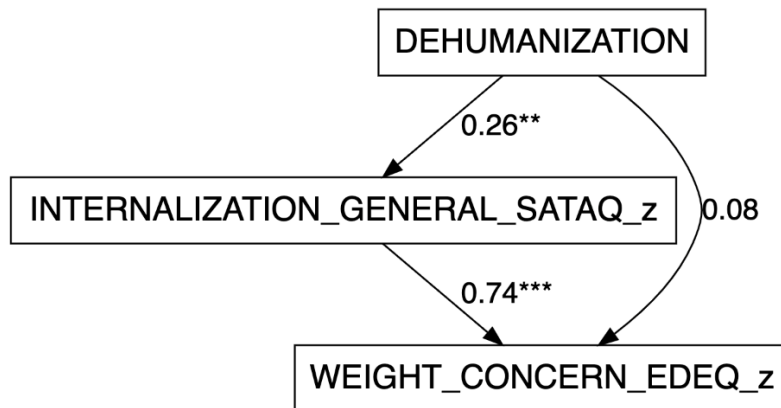 DEHUMANIZATION
0.26**
INTERNALIZATION_GENERAL_SATAQ_z
0.08
0.74***
WEIGHT_CONCERN_EDEQ_z